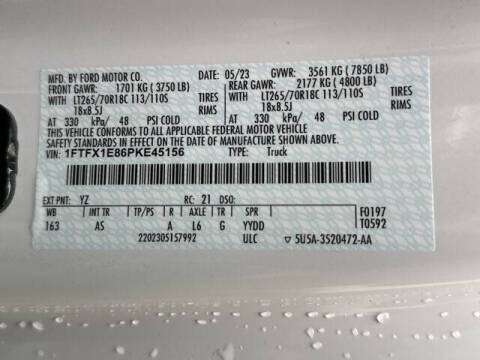 MFD. BY FORD MOTOR CO. 05/23 GVWR: 3561 KG ( 7850 LB)
FRONT GAWR: 1701 KG ( 3750 LB) REAR GAWR: 2177 KG ( 4800 LB)
WITH LT265/70R18C 113/110S TIRES WITH LT265/70R18C 113/110S TIRES
18x8.5J RIMS 18x8.5J RIMS
AT 330 kPa/ 48 PSI COLD AT 330 kPa/ 48 PSI COLD
THIS VEHICLE CONFORMS TO ALL APPLICABLE FEDERAL MOTOR VEHICLE
SAFETY STANDARDS IN EFFECT ON THE DATE OF MANUFACTURE SHOWN ABOVE.
VIN: 1FTFX1E86PKE45156 TYPE: Truck
EXT PNT: YZ RC: 21 DSO:
WB INT TR TP/PS R AXLE TR SPR F0197
163 AS A L6 G YYDD T0592
2202305157992 ULC 5U5A-3520472-AA